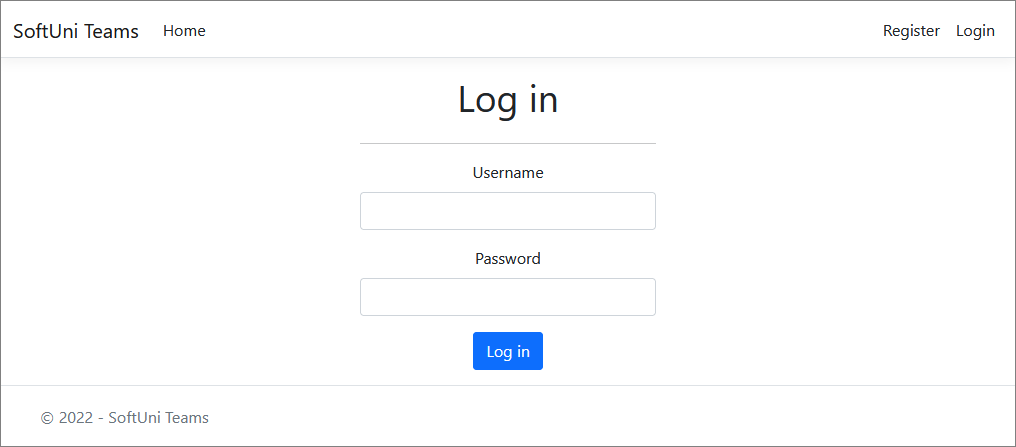 SoftUni Teams Home Register Login
Log in
Username
Password
Log in
© 2022 - SoftUni Teams